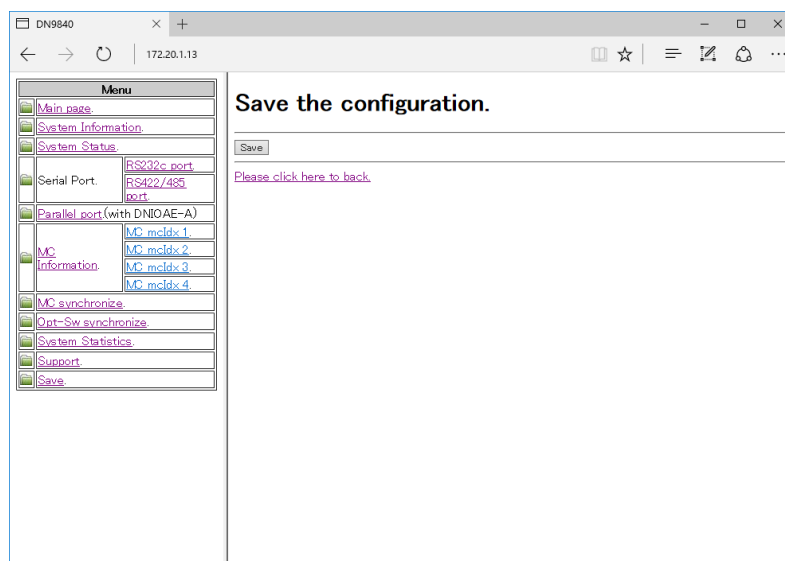 DN9840
172.20.1.13
Menu
Main page.
System Information.
System Status.
Serial Port.
RS232c port.
RS422/485
port.
Parallel port.(with DNIOAE-A)
MC
Information.
MC mcIdx 1.
MC mcIdx 2.
MC mcIdx 3.
MC mcIdx 4.
MC synchronize.
Opt-Sw synchronize.
System Statistics.
Support.
Save.
Save the configuration.
Save
Please click here to back.